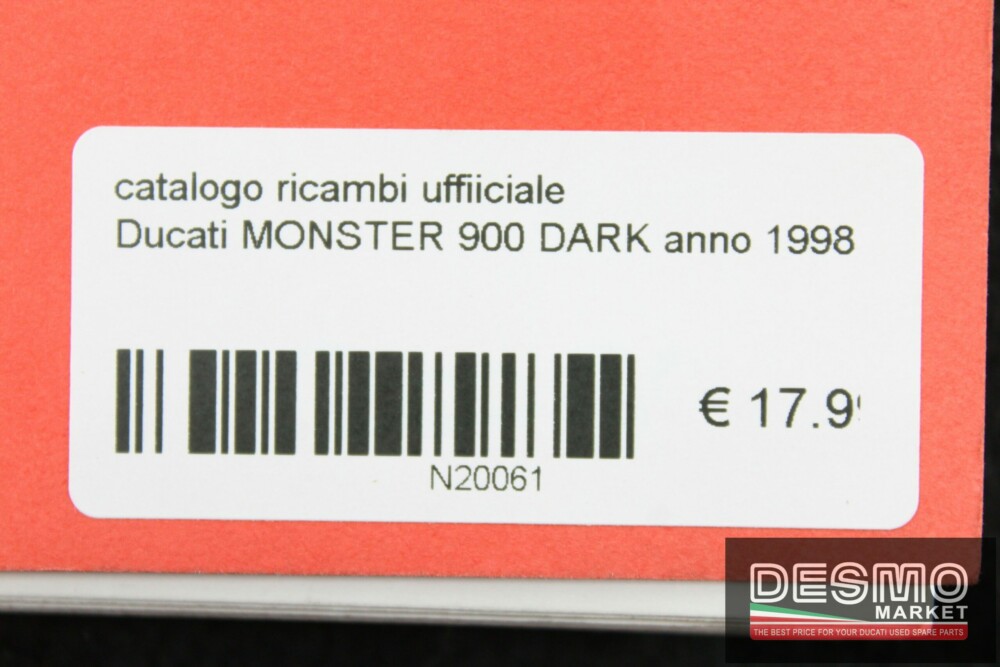 catalogo ricambi uffiiciale
Ducati MONSTER 900 DARK anno 1998
€ 17.9
N20061
DESMO
MARKET
THE BEST PRICE FOR YOUR DUCATI USED SPARE PARTS